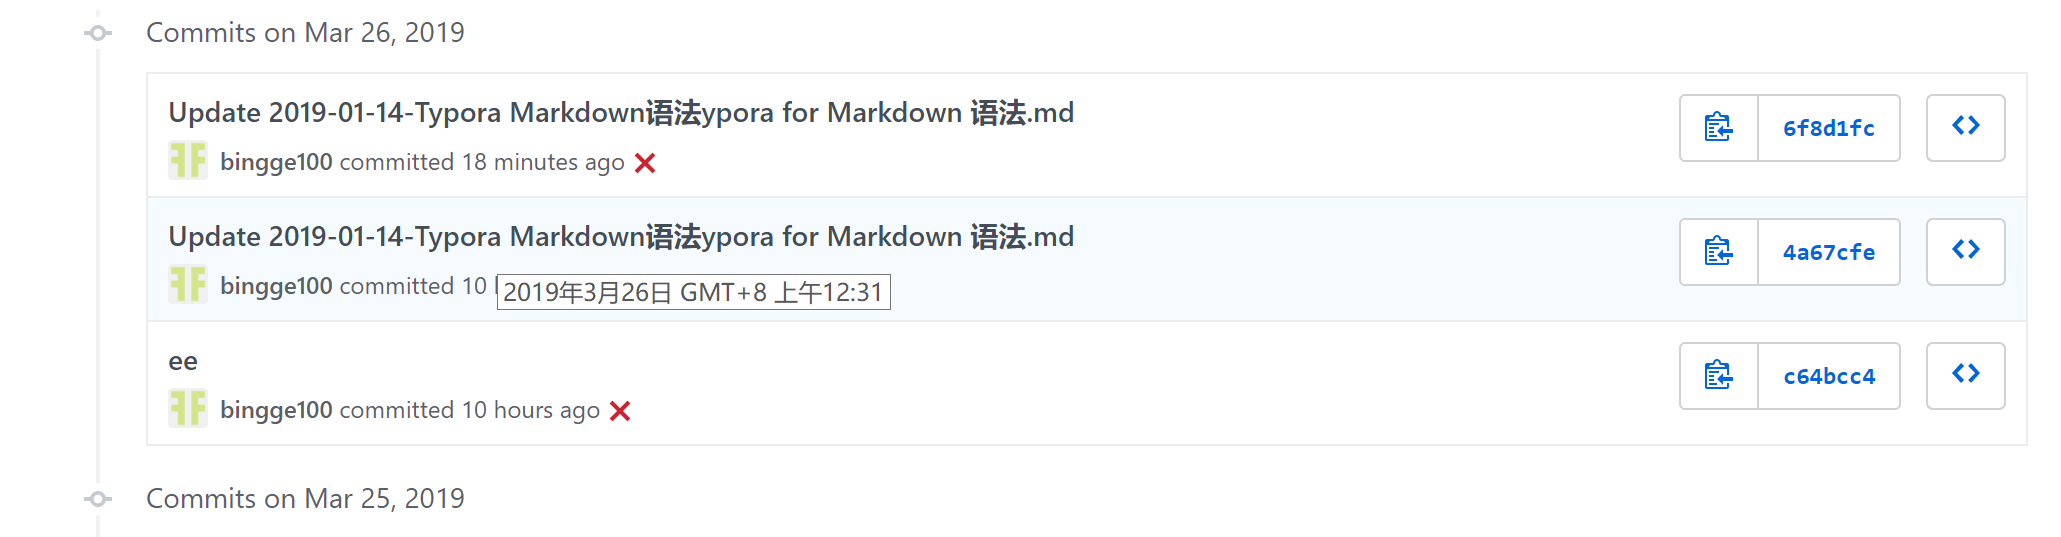 Commits on Mar 26, 2019
Update 2019-01-14-Typora Markdown语法ypora for Markdown 语法.md
6f8d1fc
bingge100 committed 18 minutes ago
Update 2019-01-14-Typora Markdown语法ypora for Markdown 语法.md
4a67cfe
bingge100 committed 10
2019年3月26日 GMT+8 上午12:31
ee
c64bcc4
bingge100 committed 10 hours ago
Commits on Mar 25, 2019